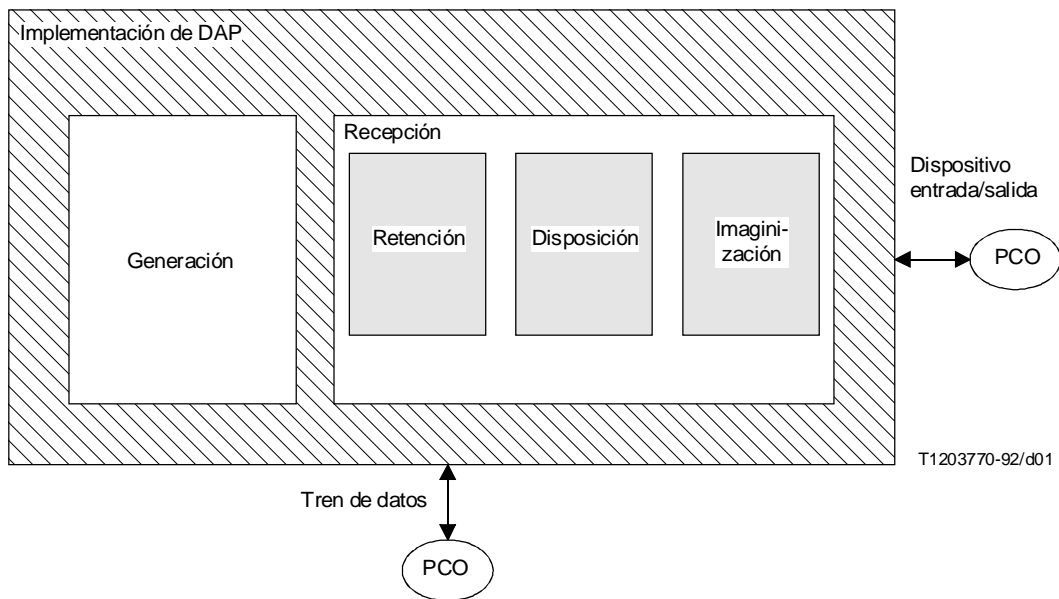 Implementación de DAP
Recepción
Generación
Retención
Disposición
Imagini-
zación
Dispositivo
entrada/salida
PCO
T1203770-92/d01
Tren de datos
PCO